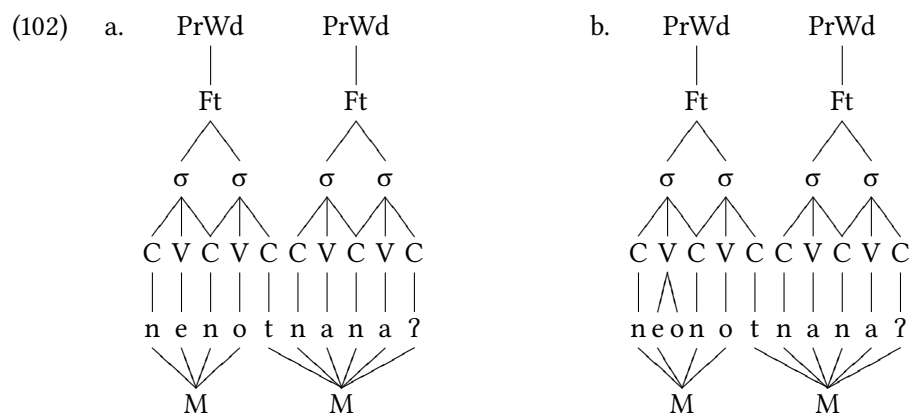 (102) a. PrWd PrWd b. PrWd PrWd
Ft Ft Ft Ft
σ σ σ σ σ σ σ σ
C V C V C C V C V C C V C V C C V C V C
n e n o t n a n a ʔ n e o n o t n a n a ʔ
M M M M